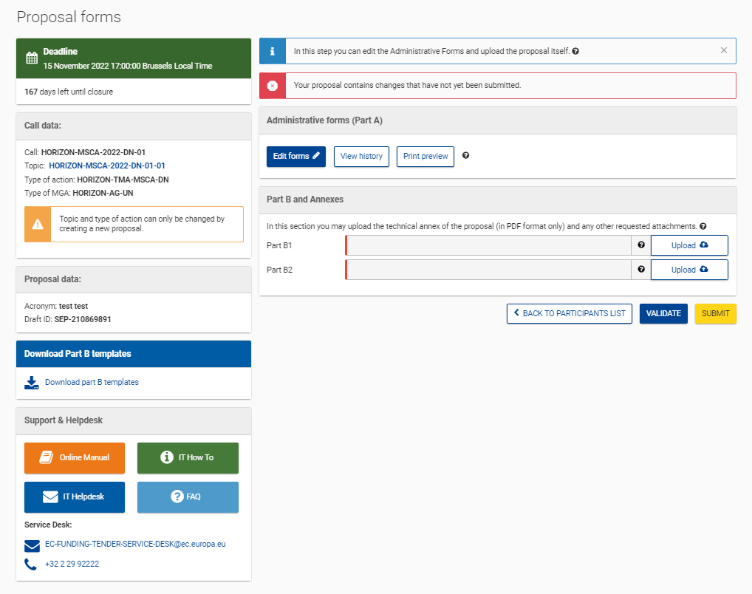 Proposal forms
Deadline
15 November 2022 17:00:00 Brussels Local Time
167 days left until closure
Call data:
Call: HORIZON-MSCA-2022-DN-01
Topic: HORIZON-MSCA-2022-DN-01-01
Type of action: HORIZON-TMA-MSCA-DN
Type of MGA: HORIZON-AG-UN
Topic and type of action can only be changed by
creating a new proposal.
Proposal data:
Acronym: test test
Draft ID: SEP-210869891
Download Part B templates
Download part B templates
Support & Helpdesk
Online Manual
IT How To
IT Helpdesk
FAQ
Service Desk:
EC-FUNDING-TENDER-SERVICE-DESK@ec.europa.eu
+32 2 29 92222
In this step you can edit the Administrative Forms and upload the proposal itself.
Your proposal contains changes that have not yet been submitted.
Administrative forms (Part A)
Edit forms
View history
Print preview
Part B and Annexes
In this section you may upload the technical annex of the proposal (in PDF format only) and any other requested attachments.
Part B1
Upload
Part B2
Upload
BACK TO PARTICIPANTS LIST
VALIDATE
SUBMIT